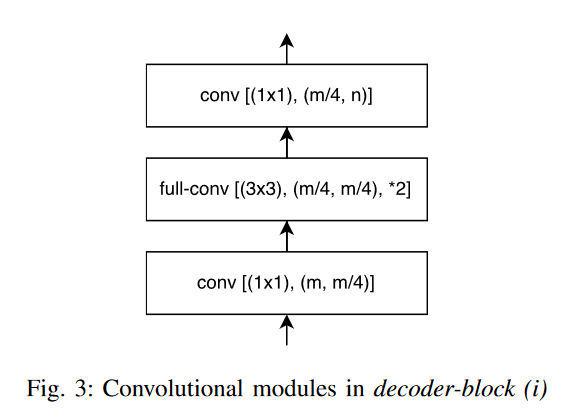 conv [(1x1), (m/4, n)]
full-conv [(3x3), (m/4, m/4), *2]
conv [(1x1), (m, m/4)]
Fig. 3: Convolutional modules in decoder-block (i)